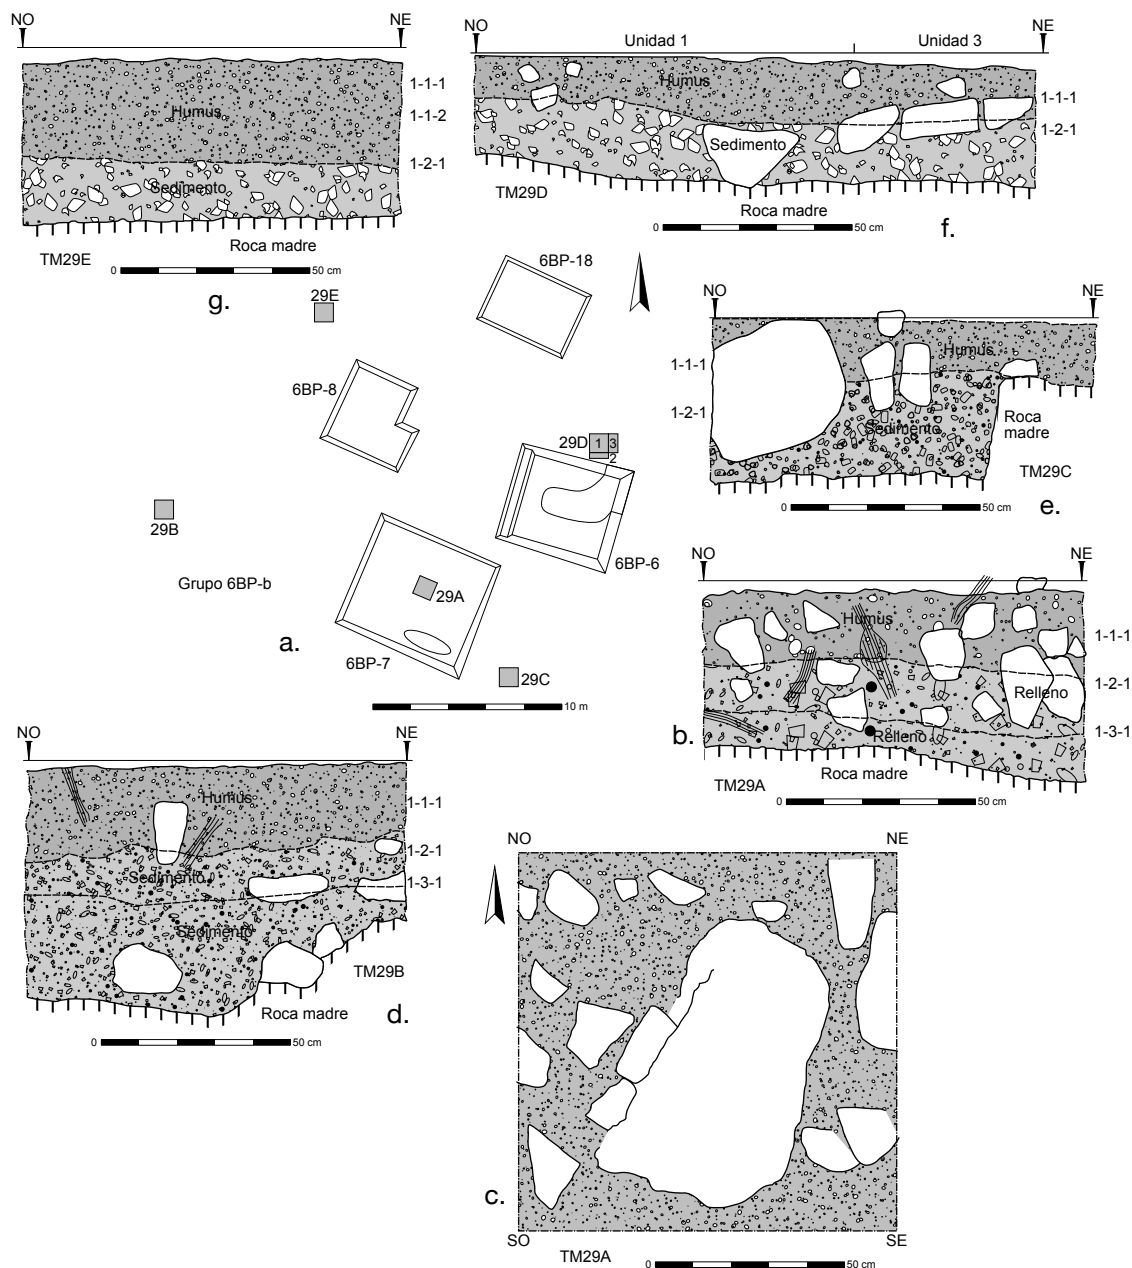 NO NE
Humus
1-1-1
1-1-2
1-2-1
Sedimento
Roca madre
TM29E
0 50 cm
g.
NO Unidad 1 Unidad 3 NE
Humus
1-1-1
1-2-1
Sedimento
TM29D
Roca madre
0 50 cm
f.
6BP-18
29E
6BP-8
29D 1 3
2
29B
6BP-6
Grupo 6BP-b
29A
a.
6BP-7
29C
10 m
NO NE
Humus
1-1-1
1-2-1
Sedimento
Roca
madre
TM29C
0 50 cm
e.
NO NE
Humus
1-1-1
1-2-1
Relleno
1-3-1
Relleno
b.
Roca madre
TM29A
0 50 cm
NO NE
Humus
1-1-1
1-2-1
Sedimento
1-3-1
Sedimento
TM29B
Roca madre
d.
0 50 cm
NO NE
c.
SO SE
TM29A
0 50 cm